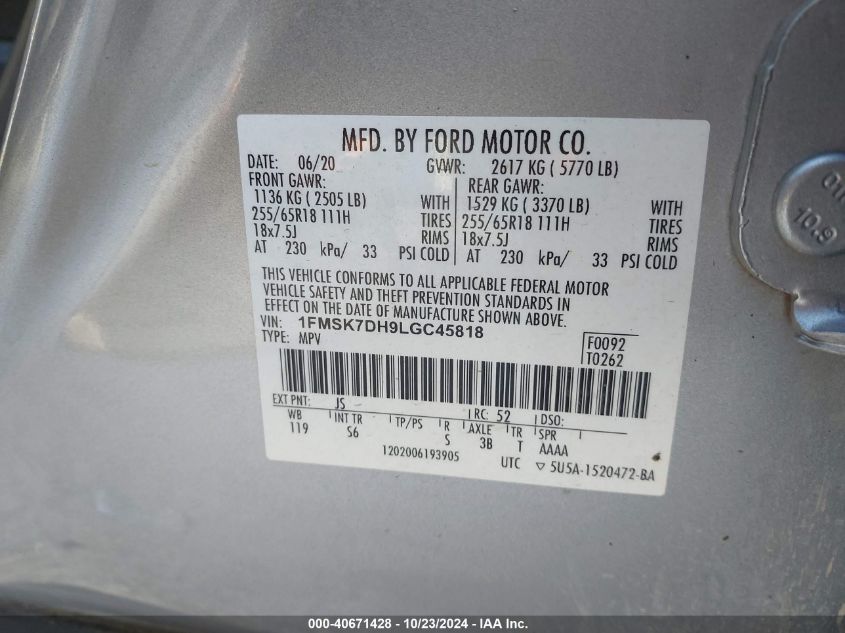 MFD. BY FORD MOTOR CO.
DATE: 06/20 GVWR: 2617 KG ( 5770 LB)
FRONT GAWR: REAR GAWR:
1136 KG ( 2505 LB) WITH 1529 KG ( 3370 LB) WITH
255/65R18 111H TIRES 255/65R18 111H TIRES
18x7.5J RIMS 18x7.5J RIMS
AT 230 kPa/ 33 PSI COLD AT 230 kPa/ 33 PSI COLD
THIS VEHICLE CONFORMS TO ALL APPLICABLE FEDERAL MOTOR
VEHICLE SAFETY AND THEFT PREVENTION STANDARDS IN
EFFECT ON THE DATE OF MANUFACTURE SHOWN ABOVE.
VIN: 1FMSK7DH9LGC45818
TYPE: MPV
F0092
T0262
EXT PNT: JS RC: 52 DSO:
WB INT TR TP/PS R AXLE TR SPR
119 S6 S 3B T AAAA
1202006193905 UTC ▽ 5U5A-1520472-BA
10.9
000-40671428 - 10/23/2024 - IAA Inc.